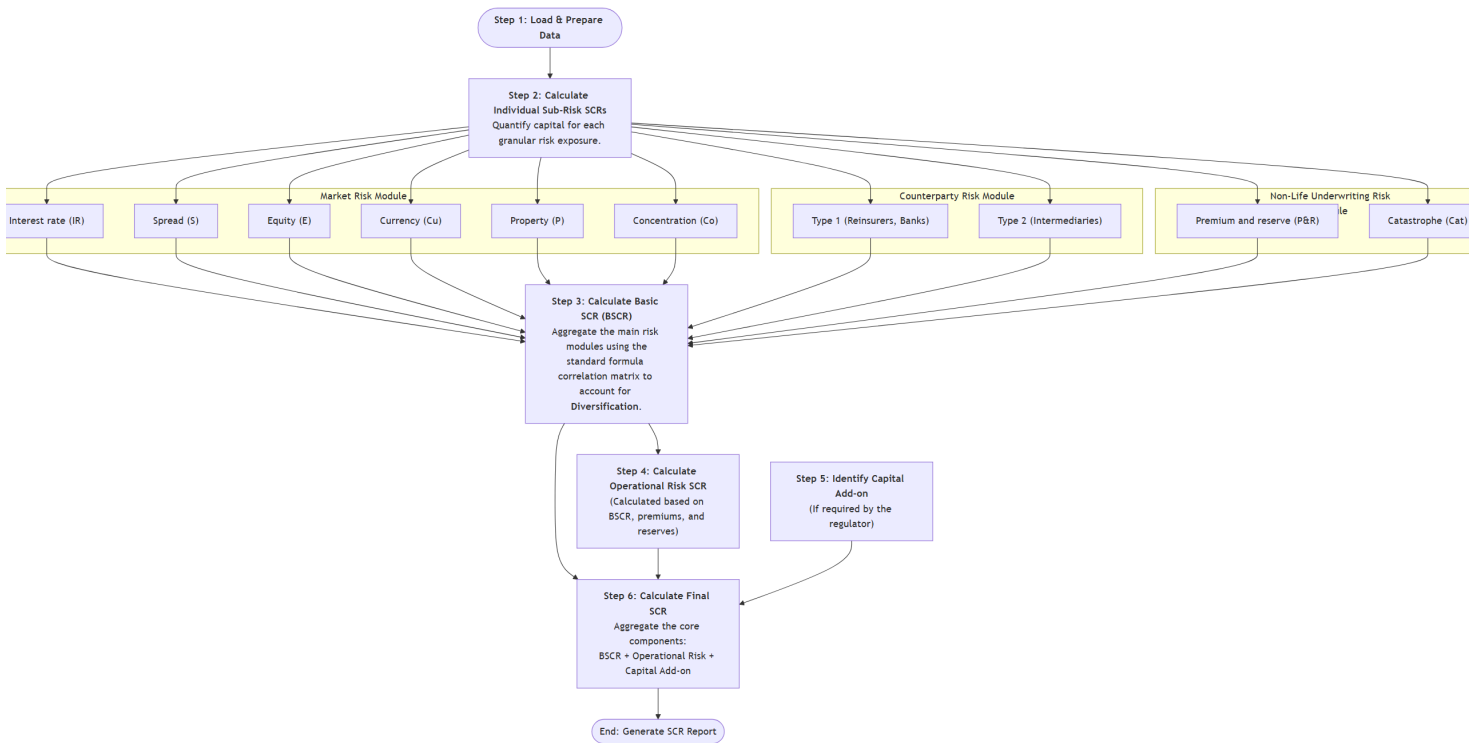 Step 1: Load & Prepare
Data
Step 2: Calculate
Individual Sub-Risk SCRs
Quantify capital for each
granular risk exposure.
Market Risk Module
Counterparty Risk Module
Non-Life Underwriting Risk
Interest rate (IR)
Spread (S)
Equity (E)
Currency (Cu)
Property (P)
Concentration (Co)
Type 1 (Reinsurers, Banks)
Type 2 (Intermediaries)
Premium and reserve (P&R)
Catastrophe (Cat)
Step 3: Calculate Basic
SCR (BSCR)
Aggregate the main risk
modules using the
standard formula
correlation matrix to
account for
Diversification.
Step 4: Calculate
Operational Risk SCR
(Calculated based on
BSCR, premiums, and
reserves)
Step 5: Identify Capital
Add-on
(If required by the
regulator)
Step 6: Calculate Final
SCR
Aggregate the core
components:
BSCR + Operational Risk +
Capital Add-on
End: Generate SCR Report